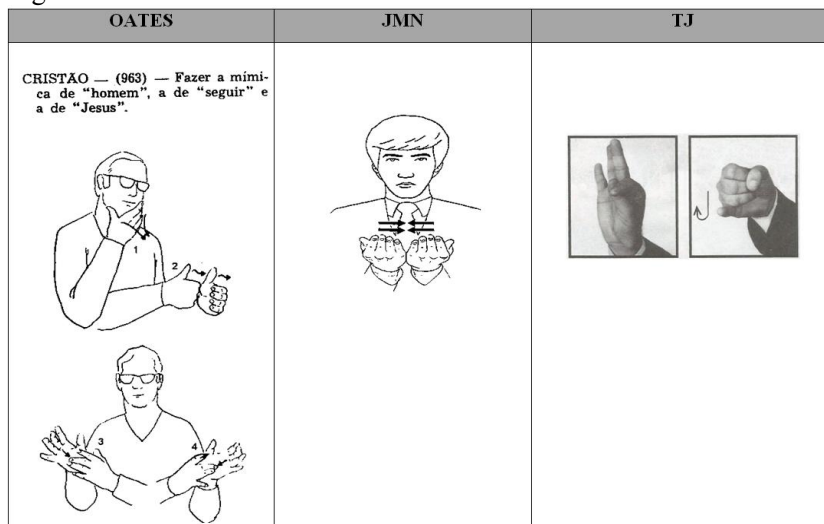 OATES
JMN
TJ
CRISTÃO — (963) — Fazer a mími-
ca de "homem", a de "seguir" e
a de "Jesus".
1
2
3
4